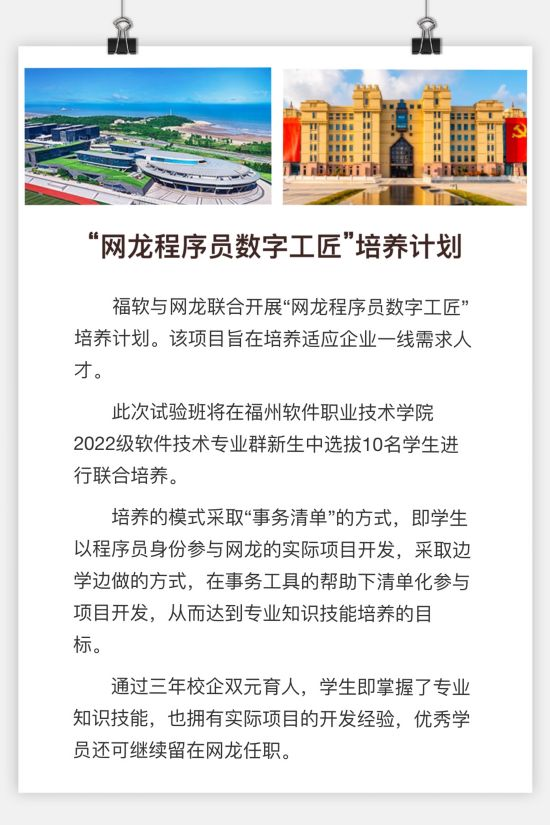 “网龙程序员数字工匠”培养计划
福软与网龙联合开展“网龙程序员数字工匠”
培养计划。该项目旨在培养适应企业一线需求人
才。
此次试验班将在福州软件职业技术学院
2022级软件技术专业群新生中选拔10名学生进
行联合培养。
培养的模式采取“事务清单”的方式，即学生
以程序员身份参与网龙的实际项目开发，采取边
学边做的方式，在事务工具的帮助下清单化参与
项目开发，从而达到专业知识技能培养的目
标。
通过三年校企双元育人，学生即掌握了专业
知识技能，也拥有实际项目的开发经验，优秀学
员还可继续留在网龙任职。